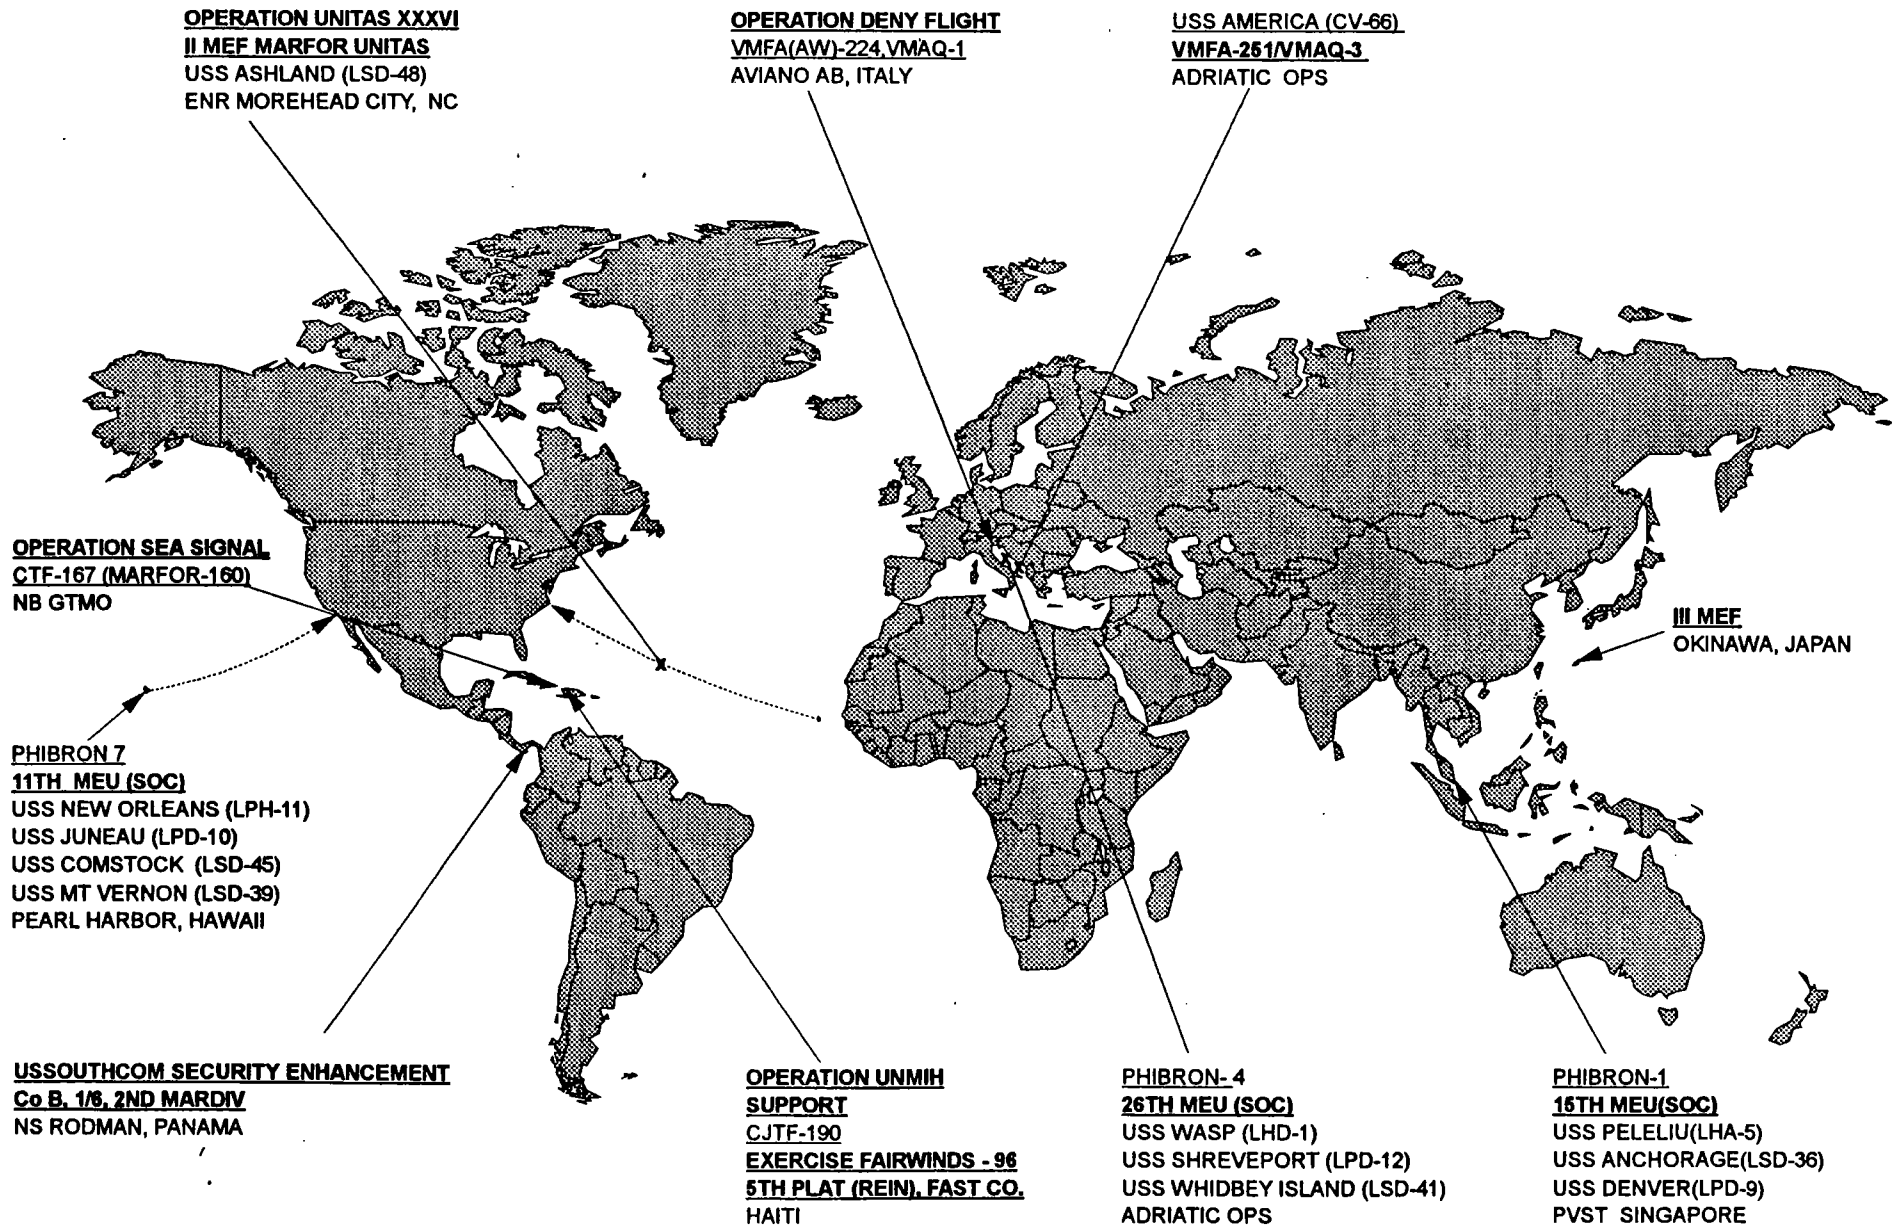 OPERATION UNITAS XXXVI
II MEF MARFOR UNITAS
USS ASHLAND (LSD-48)
ENR MOREHEAD CITY, NC
OPERATION DENY FLIGHT
VMFA(AW)-224,VMAQ-1
AVIANO AB, ITALY
USS AMERICA (CV-66)
VMFA-251/VMAQ-3
ADRIATIC OPS
OPERATION SEA SIGNAL
CTF-167 (MARFOR-160)
NB GTMO
III MEF
OKINAWA, JAPAN
PHIBRON 7
11TH MEU (SOC)
USS NEW ORLEANS (LPH-11)
USS JUNEAU (LPD-10)
USS COMSTOCK (LSD-45)
USS MT VERNON (LSD-39)
PEARL HARBOR, HAWAII
USSOUTHCOM SECURITY ENHANCEMENT
Co B, 1/6, 2ND MARDIV
NS RODMAN, PANAMA
OPERATION UNMIH
SUPPORT
CJTF-190
EXERCISE FAIRWINDS - 96
5TH PLAT (REIN), FAST CO.
HAITI
PHIBRON- 4
26TH MEU (SOC)
USS WASP (LHD-1)
USS SHREVEPORT (LPD-12)
USS WHIDBEY ISLAND (LSD-41)
ADRIATIC OPS
PHIBRON-1
15TH MEU(SOC)
USS PELELIU(LHA-5)
USS ANCHORAGE(LSD-36)
USS DENVER(LPD-9)
PVST SINGAPORE